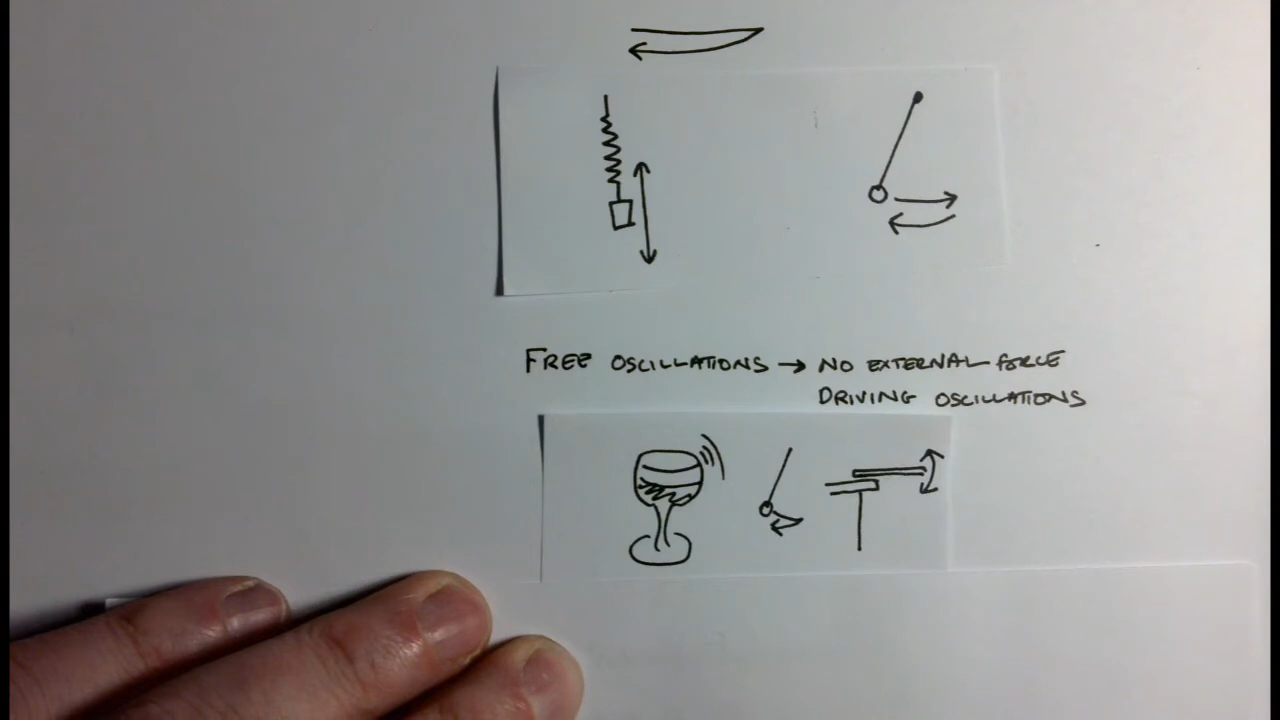 FREE OSCILLATIONS → NO EXTERNAL FORCE
DRIVING OSCILLATIONS